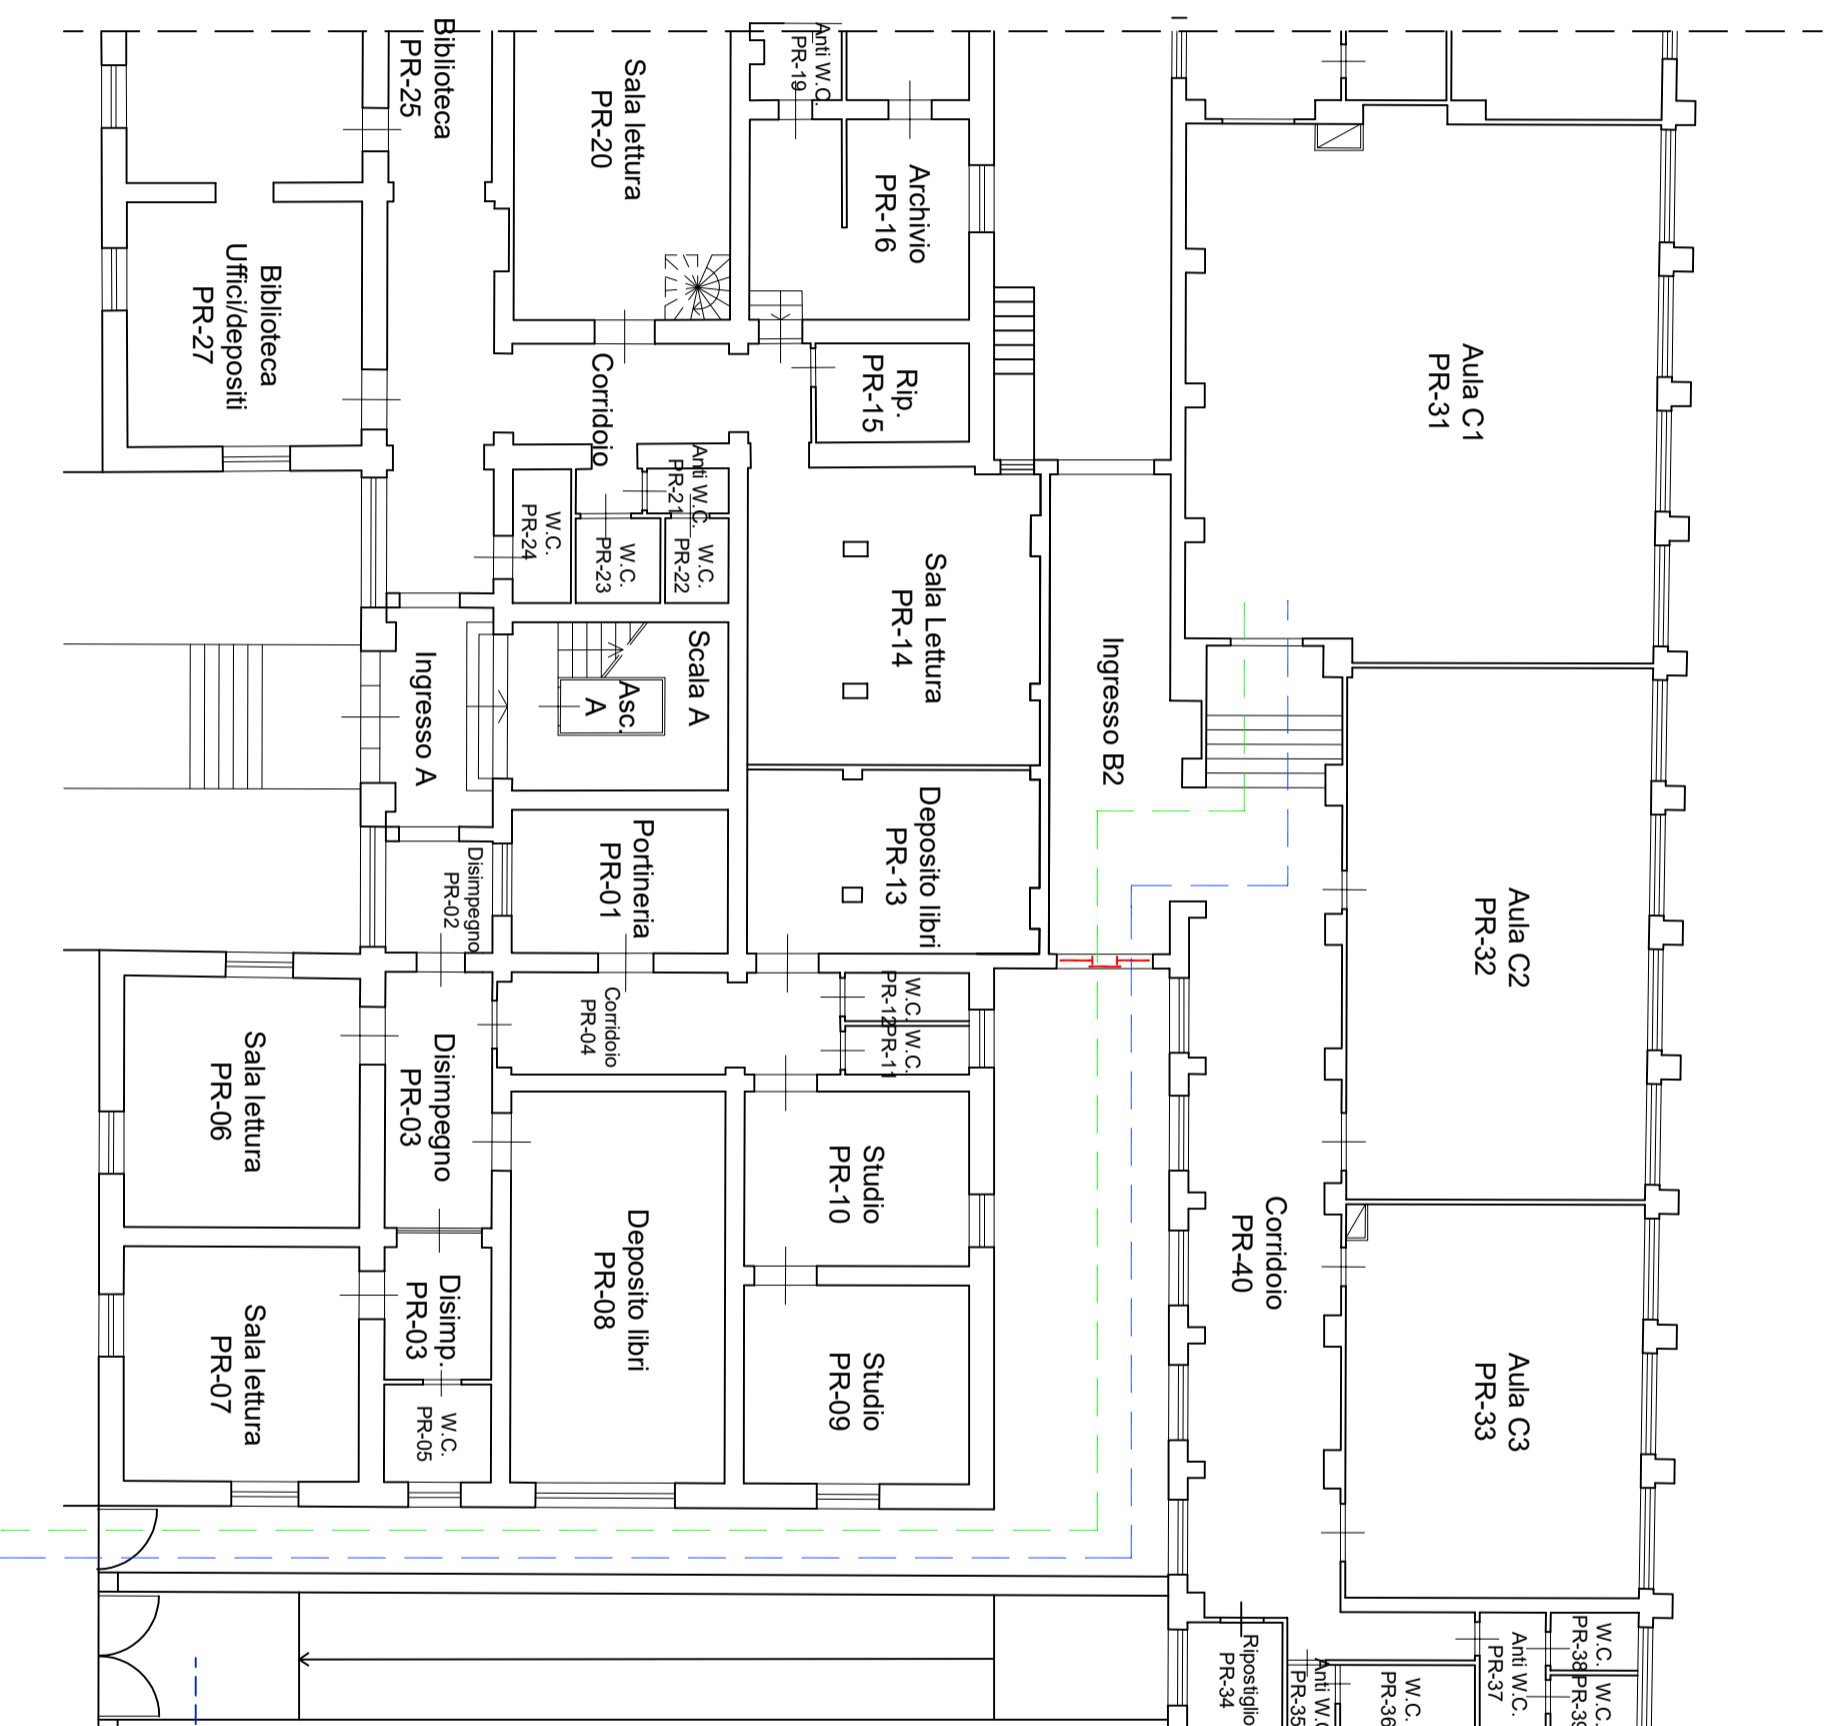 Biblioteca
PR-25
Sala lettura
PR-20
Anti W.C.
PR-19
Archivio
PR-16
Biblioteca
Uffici/depositi
PR-27
Corridoio
Rip.
PR-15
Aula C1
PR-31
Anti W.C.
PR-21
W.C.
PR-24
W.C.
PR-23
W.C.
PR-22
Sala Lettura
PR-14
Ingresso B2
Ingresso A
Scala A
Asc.
A
Portineria
PR-01
Disimpegno
PR-02
Deposito libri
PR-13
Aula C2
PR-32
W.C.
PR-12
W.C.
PR-11
Corridoio
PR-04
Sala lettura
PR-06
Disimpegno
PR-03
Studio
PR-10
Corridoio
PR-40
Deposito libri
PR-08
Sala lettura
PR-07
Disimp.
PR-03
W.C.
PR-05
Studio
PR-09
Aula C3
PR-33
Ripostiglio
PR-34
Anti W.C
PR-35
W.C.
PR-36
Anti W.C.
PR-37
W.C.
PR-38
W.C.
PR-39